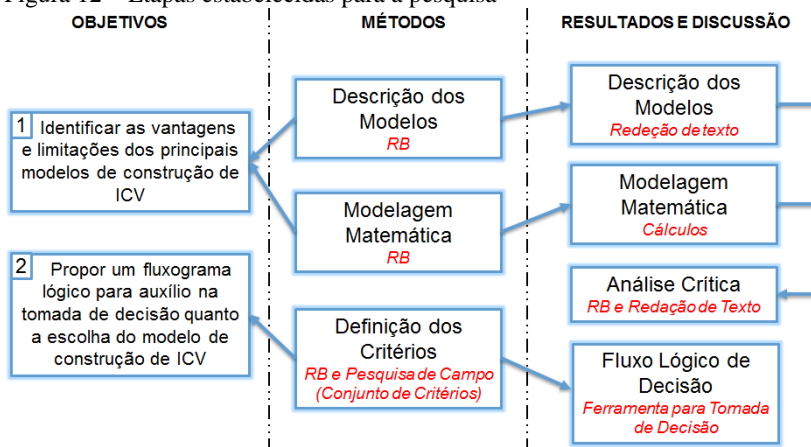 Figura 12 – Etapas estabelecidas para a pesquisa
OBJETIVOS
MÉTODOS
RESULTADOS E DISCUSSÃO
1 Identificar as vantagens
e limitações dos principais
modelos de construção de
ICV
2 Propor um fluxograma
lógico para auxílio na
tomada de decisão quanto
a escolha do modelo de
construção de ICV
Descrição dos
Modelos
RB
Modelagem
Matemática
RB
Definição dos
Critérios
RB e Pesquisa de Campo
(Conjunto de Critérios)
Descrição dos
Modelos
Redeção de texto
Modelagem
Matemática
Cálculos
Análise Crítica
RB e Redação de Texto
Fluxo Lógico de
Decisão
Ferramenta para Tomada
de Decisão